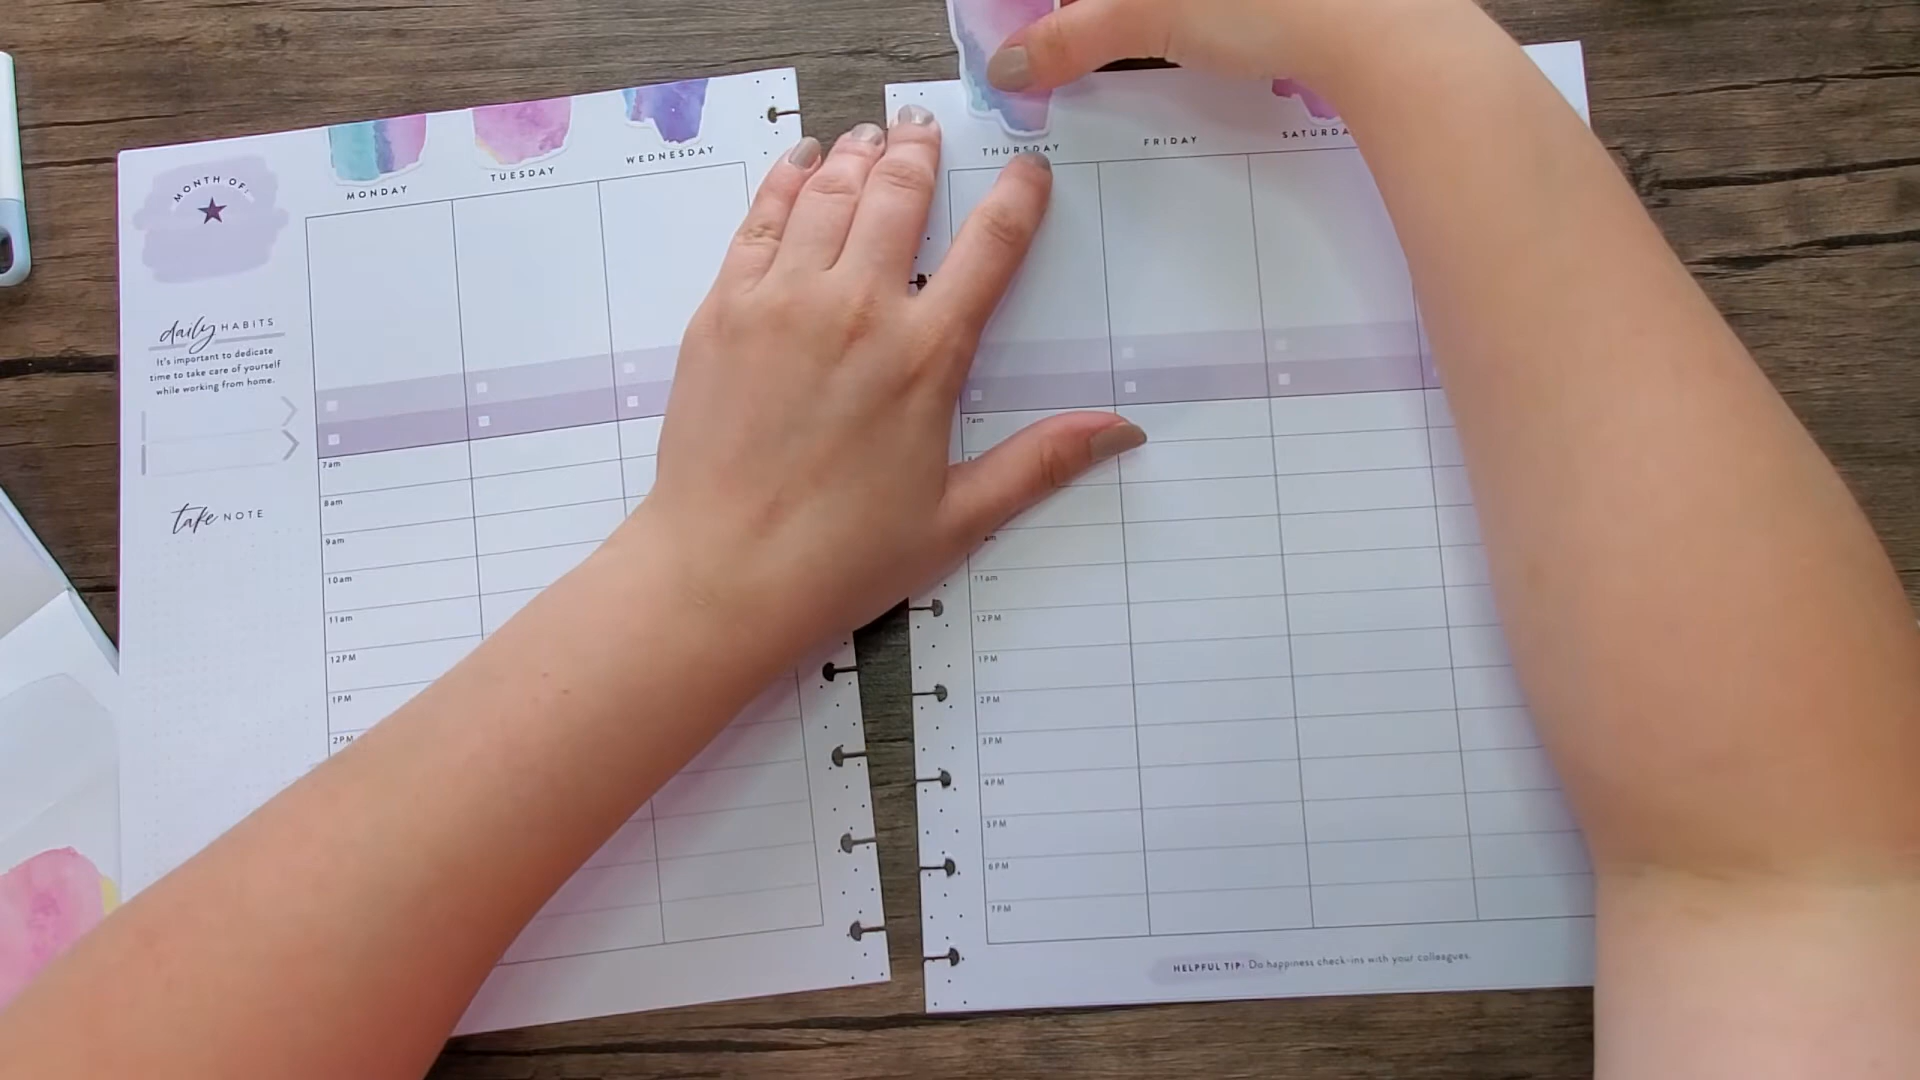 MONTH OF:
MONDAY
TUESDAY
WEDNESDAY
daily HABITS
It's important to dedicate
time to take care of yourself
while working from home.
take NOTE
7am
8am
9am
10am
11am
12PM
1PM
2PM
THURSDAY
FRIDAY
SATURDA
7am
am
11am
12PM
1PM
2PM
3PM
4PM
5PM
6PM
7PM
HELPFUL TIP: Do happiness check-ins with your colleagues.